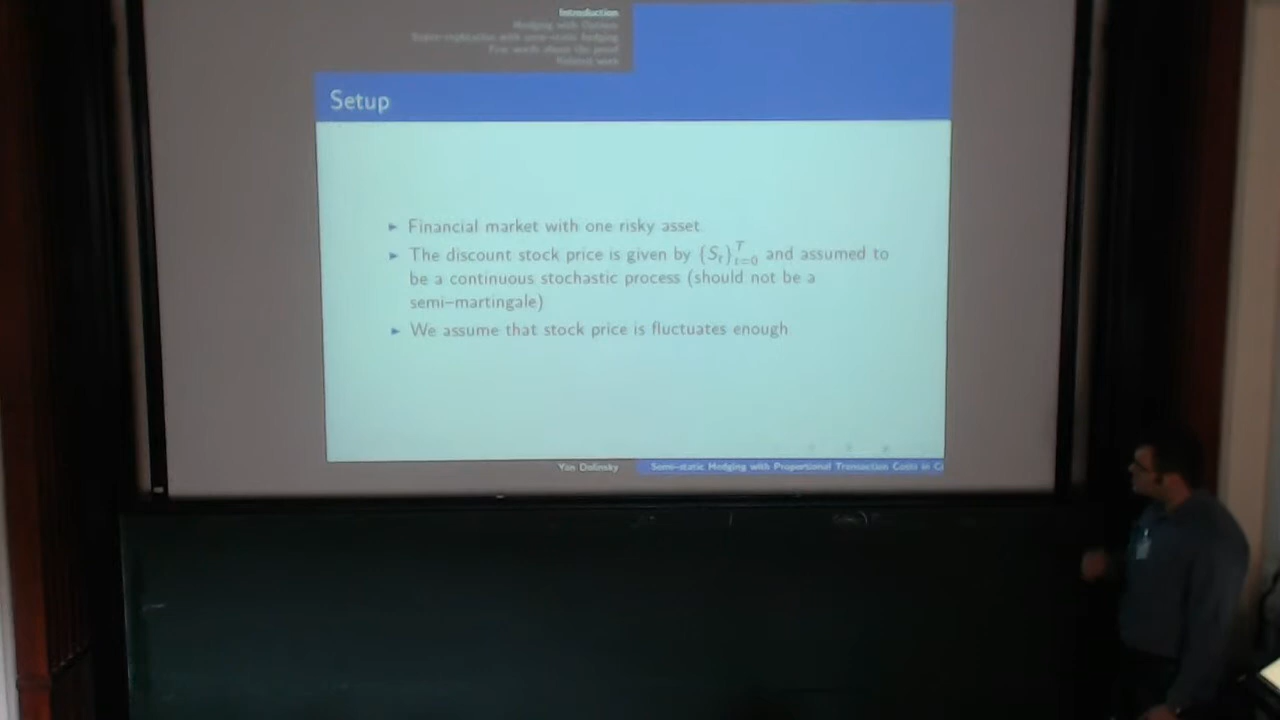 Introduction
Hedging with Options
Super-replication with semi-static hedging
Few words about the proof
Related work
Setup
► Financial market with one risky asset
► The discount stock price is given by {S_t}_{t=0}^T and assumed to
be a continuous stochastic process (should not be a
semi–martingale)
► We assume that stock price is fluctuates enough
Yan Dolinsky
Semi-static Hedging with Proportional Transaction Costs in C